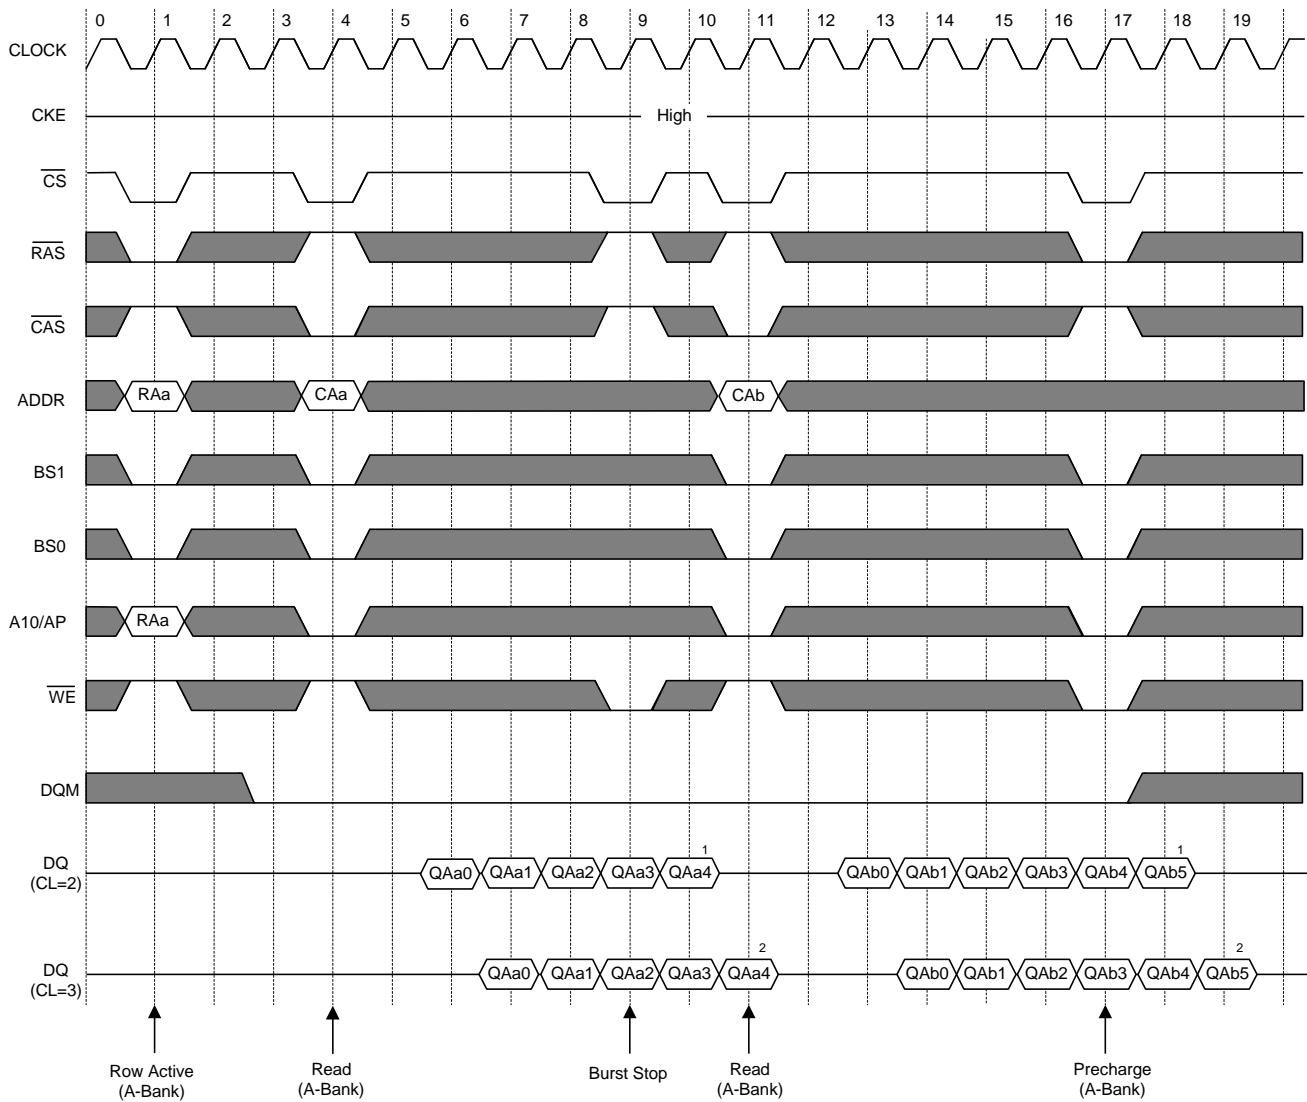 0 1 2 3 4 5 6 7 8 9 10 11 12 13 14 15 16 17 18 19
CLOCK
CKE High
CS
RAS
CAS
ADDR RAa CAa CAb
BS1
BS0
A10/AP RAa
WE
DQM
1 1
DQ QAa0 QAa1 QAa2 QAa3 QAa4 QAb0 QAb1 QAb2 QAb3 QAb4 QAb5
(CL=2)
2 2
DQ QAa0 QAa1 QAa2 QAa3 QAa4 QAb0 QAb1 QAb2 QAb3 QAb4 QAb5
(CL=3)
Row Active Read Burst Stop Read Precharge
(A-Bank) (A-Bank) (A-Bank) (A-Bank)